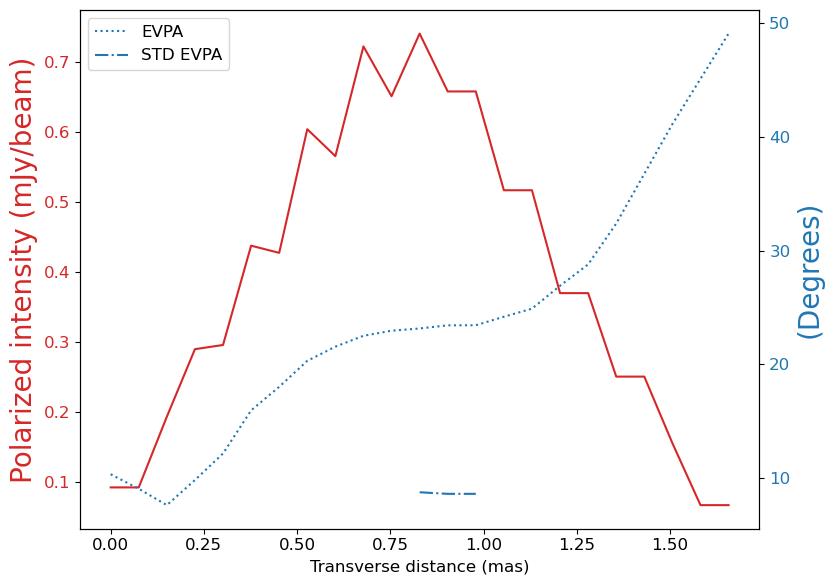 EVPA
STD EVPA
Polarized intensity (mJy/beam)
0.7
0.6
0.5
0.4
0.3
0.2
0.1
50
40
30
20
10
(Degrees)
0.00 0.25 0.50 0.75 1.00 1.25 1.50
Transverse distance (mas)